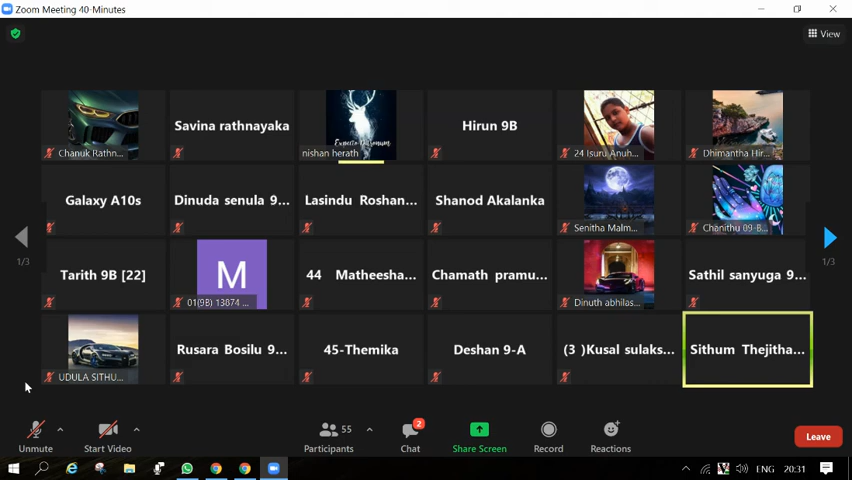 Zoom Meeting 40-Minutes
View
Chanuk Rathn...
Savina rathnayaka
nishan herath
Hirun 9B
24 Isuru Anuh...
Dhimantha Hir...
Galaxy A10s
Dinuda senula 9...
Lasindu Roshan...
Shanod Akalanka
Senitha Malm...
Chanithu 09-B...
1/3
1/3
Tarith 9B [22]
M
01(9B) 13874 ...
44 Matheesha...
Chamath pramu...
Dinuth abhilas...
Sathil sanyuga 9...
UDULA SITHU...
Rusara Bosilu 9...
45-Themika
Deshan 9-A
(3 )Kusal sulaks...
Sithum Thejitha...
Unmute
Start Video
55
Participants
2
Chat
Share Screen
Record
Reactions
Leave
ENG
20:31